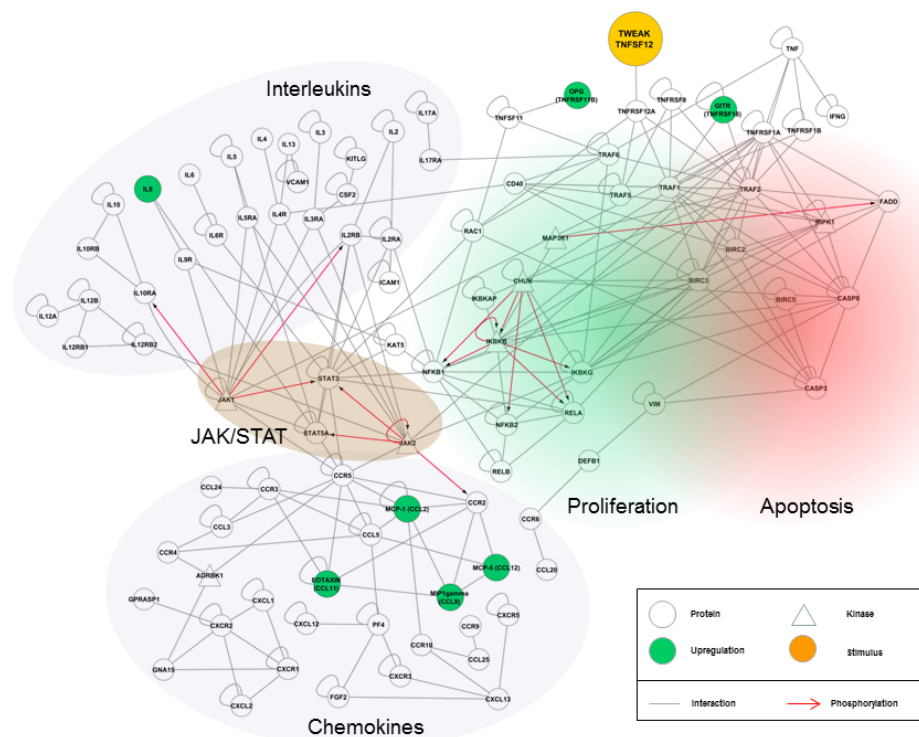 TWEAK
TNFSF12
TNF
Interleukins
OPG
(TNFRSF11B)
TNFRSF8
GITR
(TNFRSF18)
IL17A
TNFSF11
TNFRSF12A
IFNG
IL3
IL2
TNFRSF1A
TNFRSF1B
IL4
IL13
IL5
KITLG
IL17RA
TRAF6
IL6
VCAM1
IL9
CD40
TRAF5
TRAF1
TRAF2
CSF2
FADD
IL10
IL5RA
IL4R
IL3RA
RIPK1
IL6R
IL2RB
IL2RA
RAC1
MAP3K1
IL10RB
BIRC2
IL9R
ICAM1
CHUK
BIRC3
IL10RA
IL12B
IKBKAP
BIRC5
CASP8
IL12A
IL12RB1
IL12RB2
KAT5
IKBKB
NFKB1
IKBKG
STAT3
CASP3
JAK1
RELA
VIM
NFKB2
STAT5A
JAK2
JAK/STAT
DEFB1
RELB
CCR5
CCL24
CCR3
CCR2
Proliferation
Apoptosis
MCP-1 (CCL2)
CCR6
CCL3
CCL5
CCR4
MCP-5 (CCL12)
CCL20
ADRBK1
EOTAXIN
(CCL11)
MIP1gamma
(CCL9)
GPRASP1
CXCL1
CXCR5
CXCR2
CXCL12
PF4
CCR9
CCR10
CCL25
GNA15
CXCR1
CXCR3
CXCL2
FGF2
CXCL13
Chemokines
Protein
Kinase
Upregulation
Stimulus
Interaction
Phosphorylation